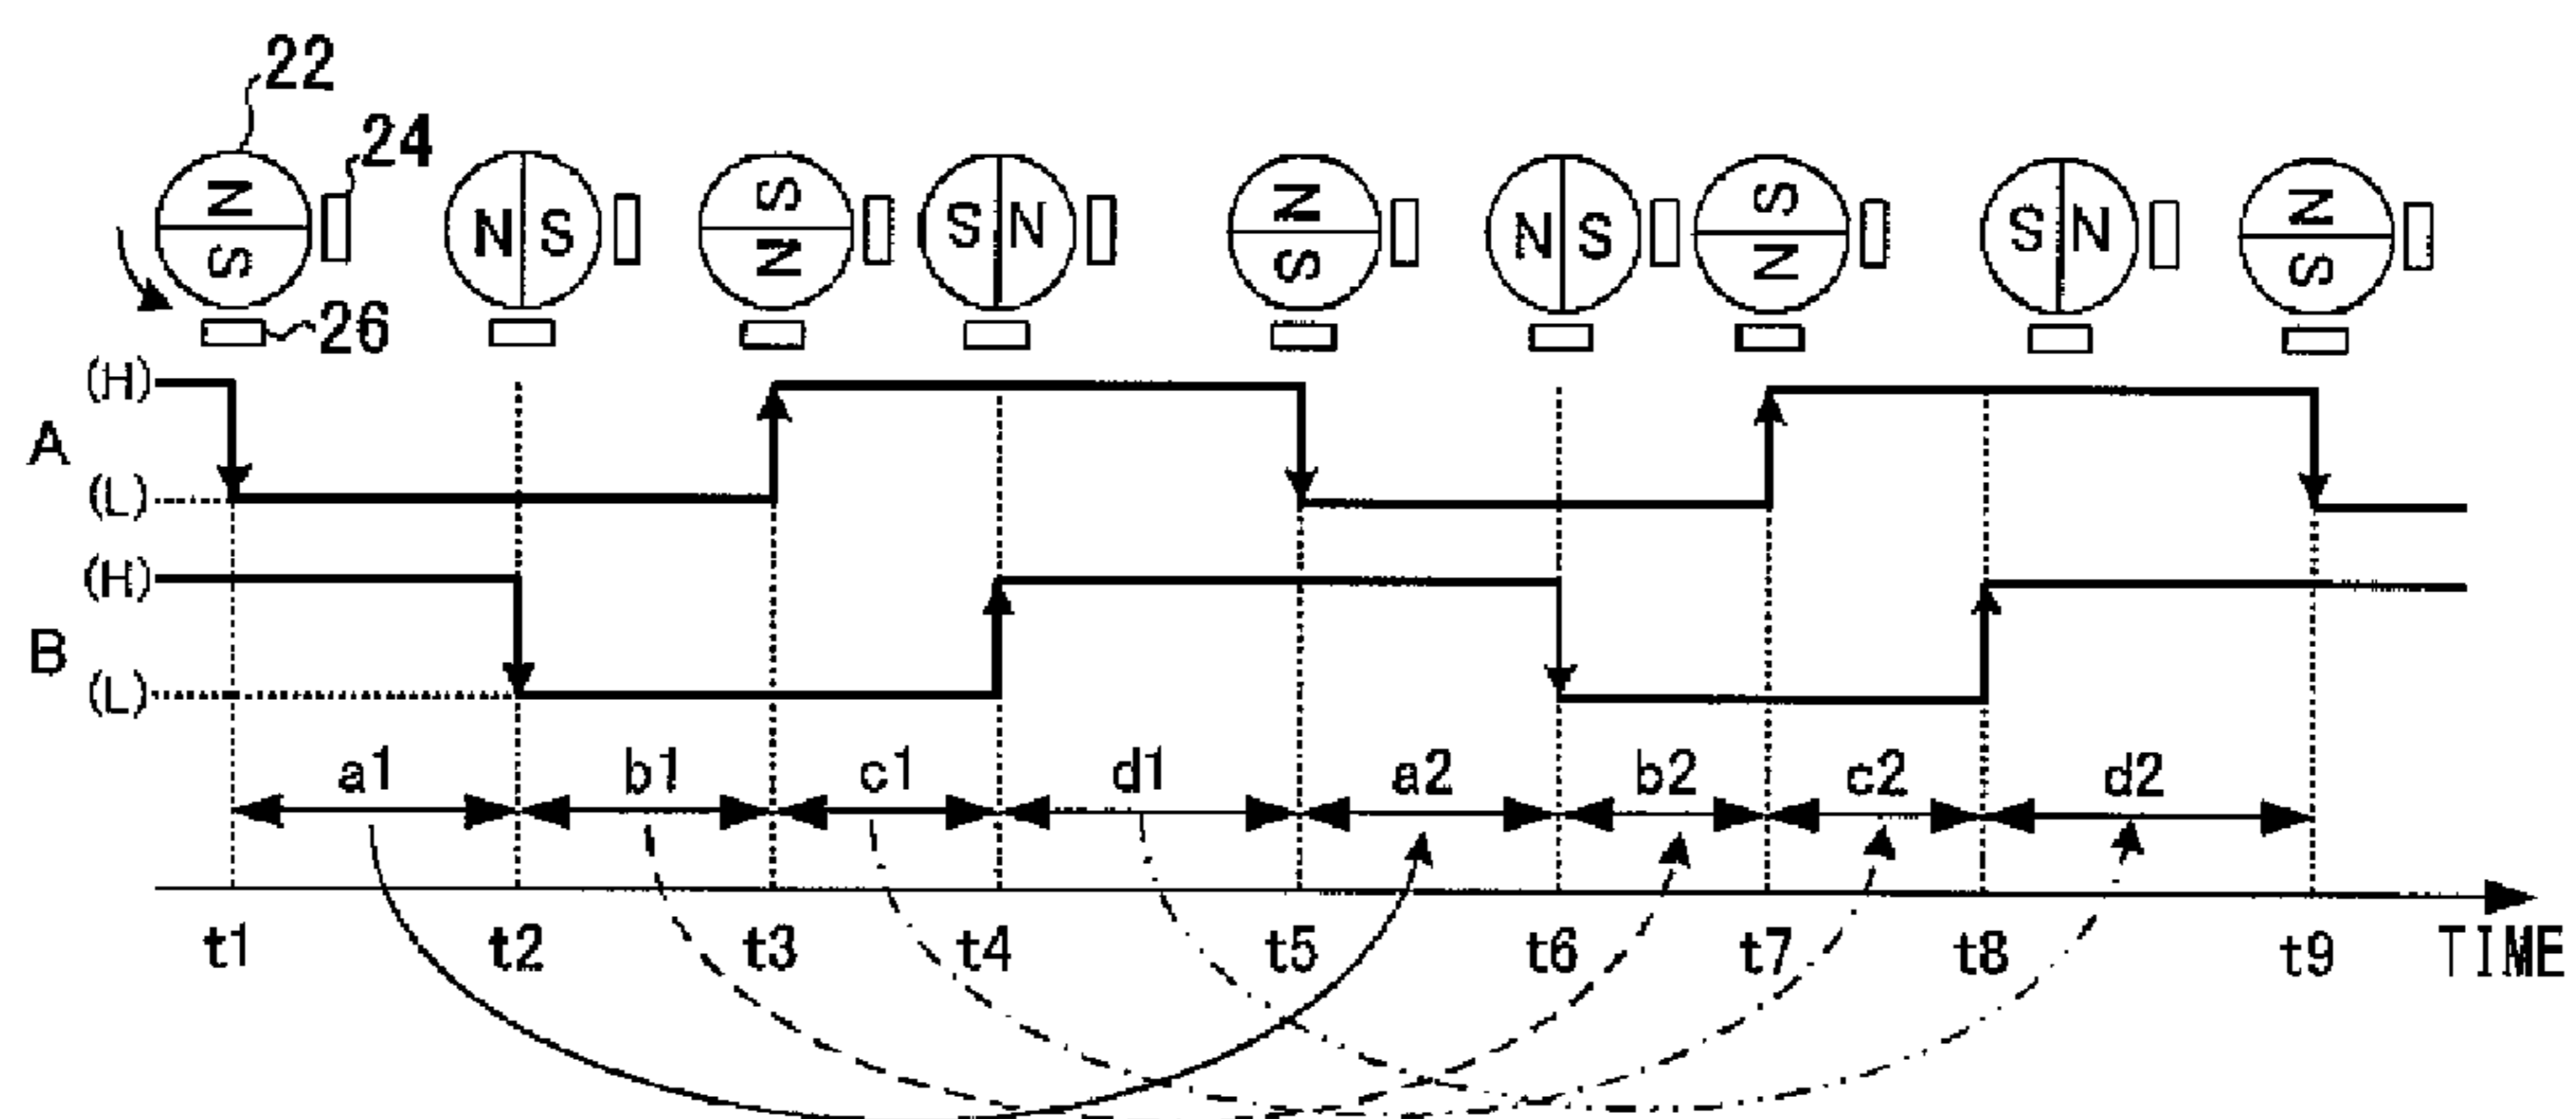 22
24
N N S S N N S N S
S N S N S N S N S N S N S
26
(H)
A
(L)
(H)
B
(L)
a1 b1 c1 d1 a2 b2 c2 d2
t1 t2 t3 t4 t5 t6 t7 t8 t9 TIME